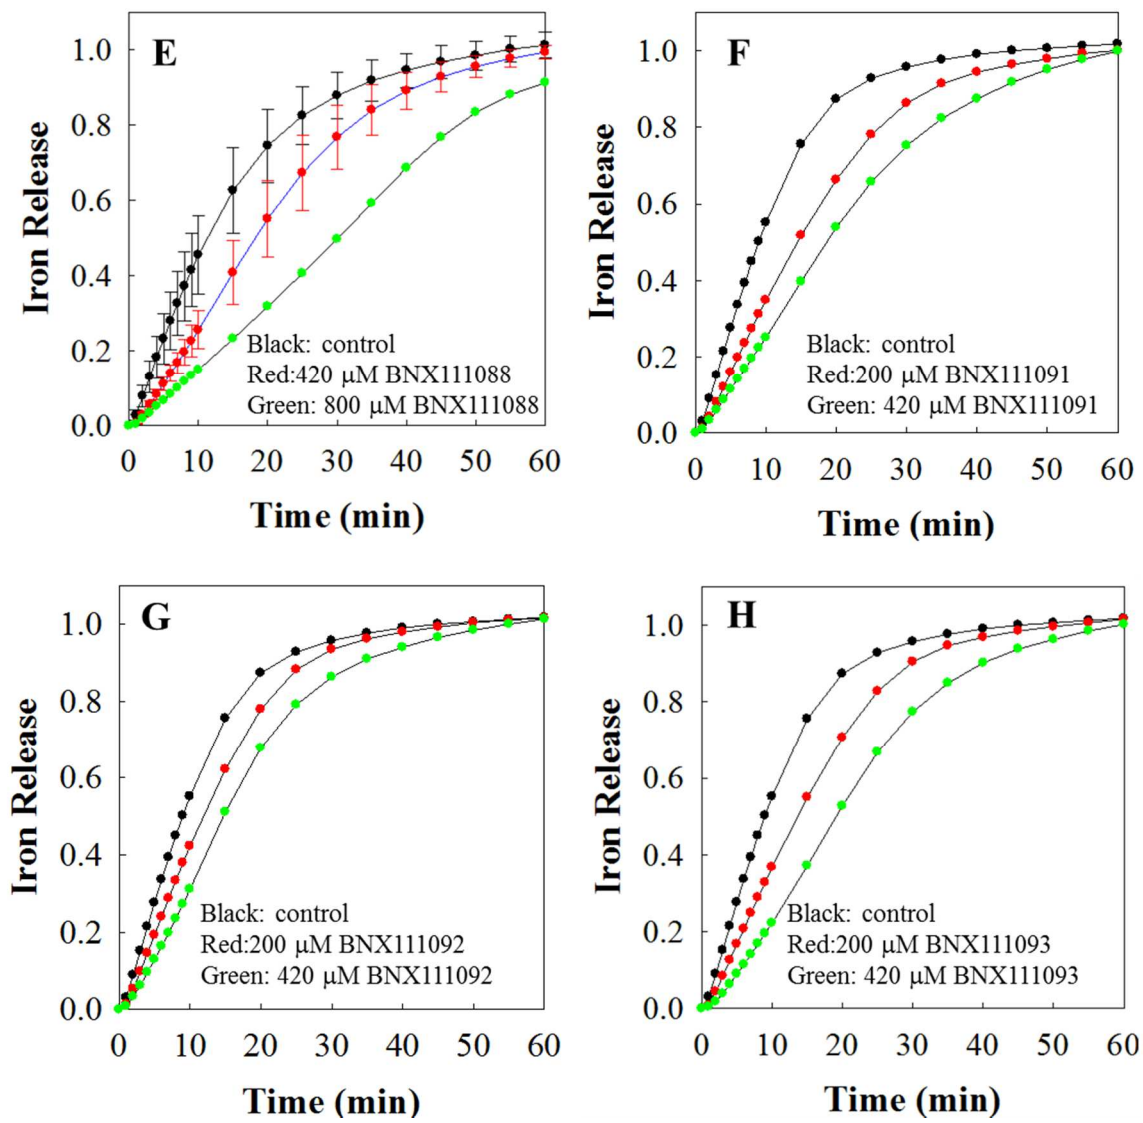 E
1.0
0.8
0.6
0.4
0.2
0.0
Iron Release
Black: control
Red:420 μM BNX111088
Green: 800 μM BNX111088
0 10 20 30 40 50 60
Time (min)
F
1.0
0.8
0.6
0.4
0.2
0.0
Iron Release
Black: control
Red:200 μM BNX111091
Green: 420 μM BNX111091
0 10 20 30 40 50 60
Time (min)
G
1.0
0.8
0.6
0.4
0.2
0.0
Iron Release
Black: control
Red:200 μM BNX111092
Green: 420 μM BNX111092
0 10 20 30 40 50 60
Time (min)
H
1.0
0.8
0.6
0.4
0.2
0.0
Iron Release
Black: control
Red:200 μM BNX111093
Green: 420 μM BNX111093
0 10 20 30 40 50 60
Time (min)